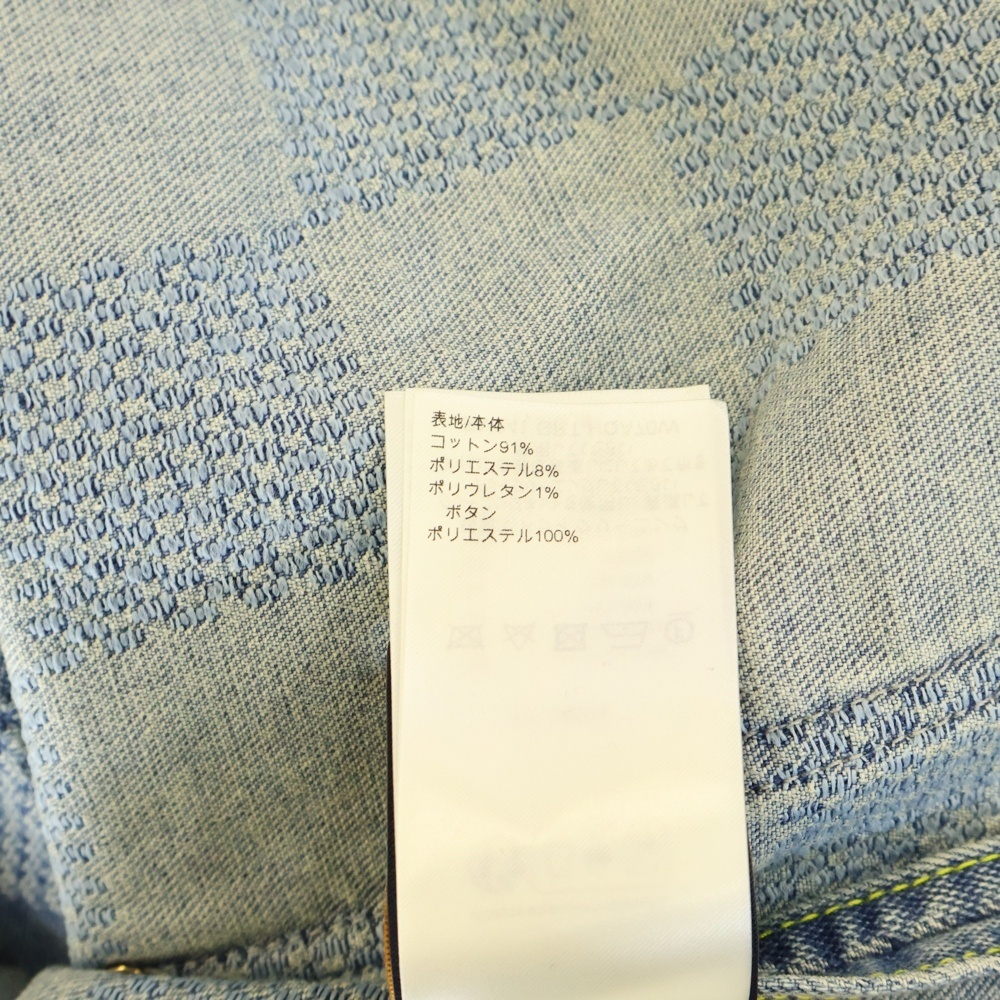 表地/本体
コットン91%
ポリエステル8%
ポリウレタン1%
ボタン
ポリエステル100%